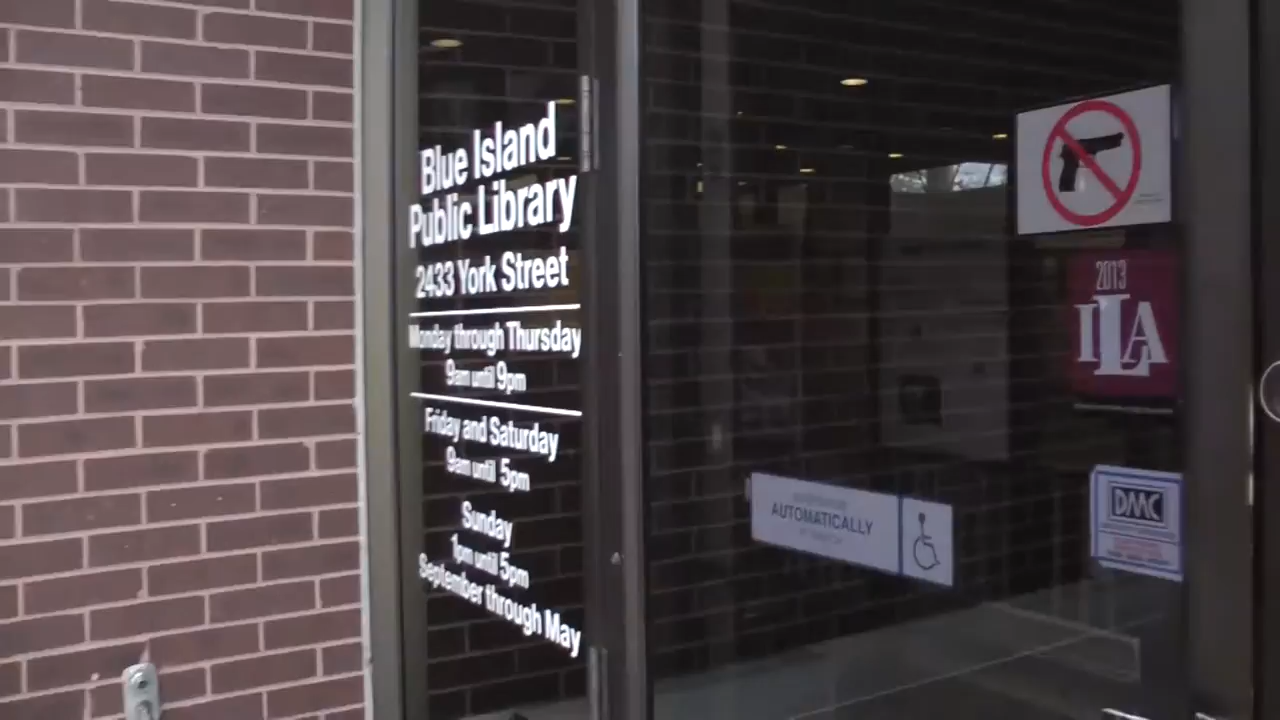 Blue Island
Public Library
2433 York Street
Monday through Thursday
9am until 9pm
Friday and Saturday
9am until 5pm
Sunday
1pm until 5pm
September through May
2013
ILA
AUTOMATICALLY
DMC